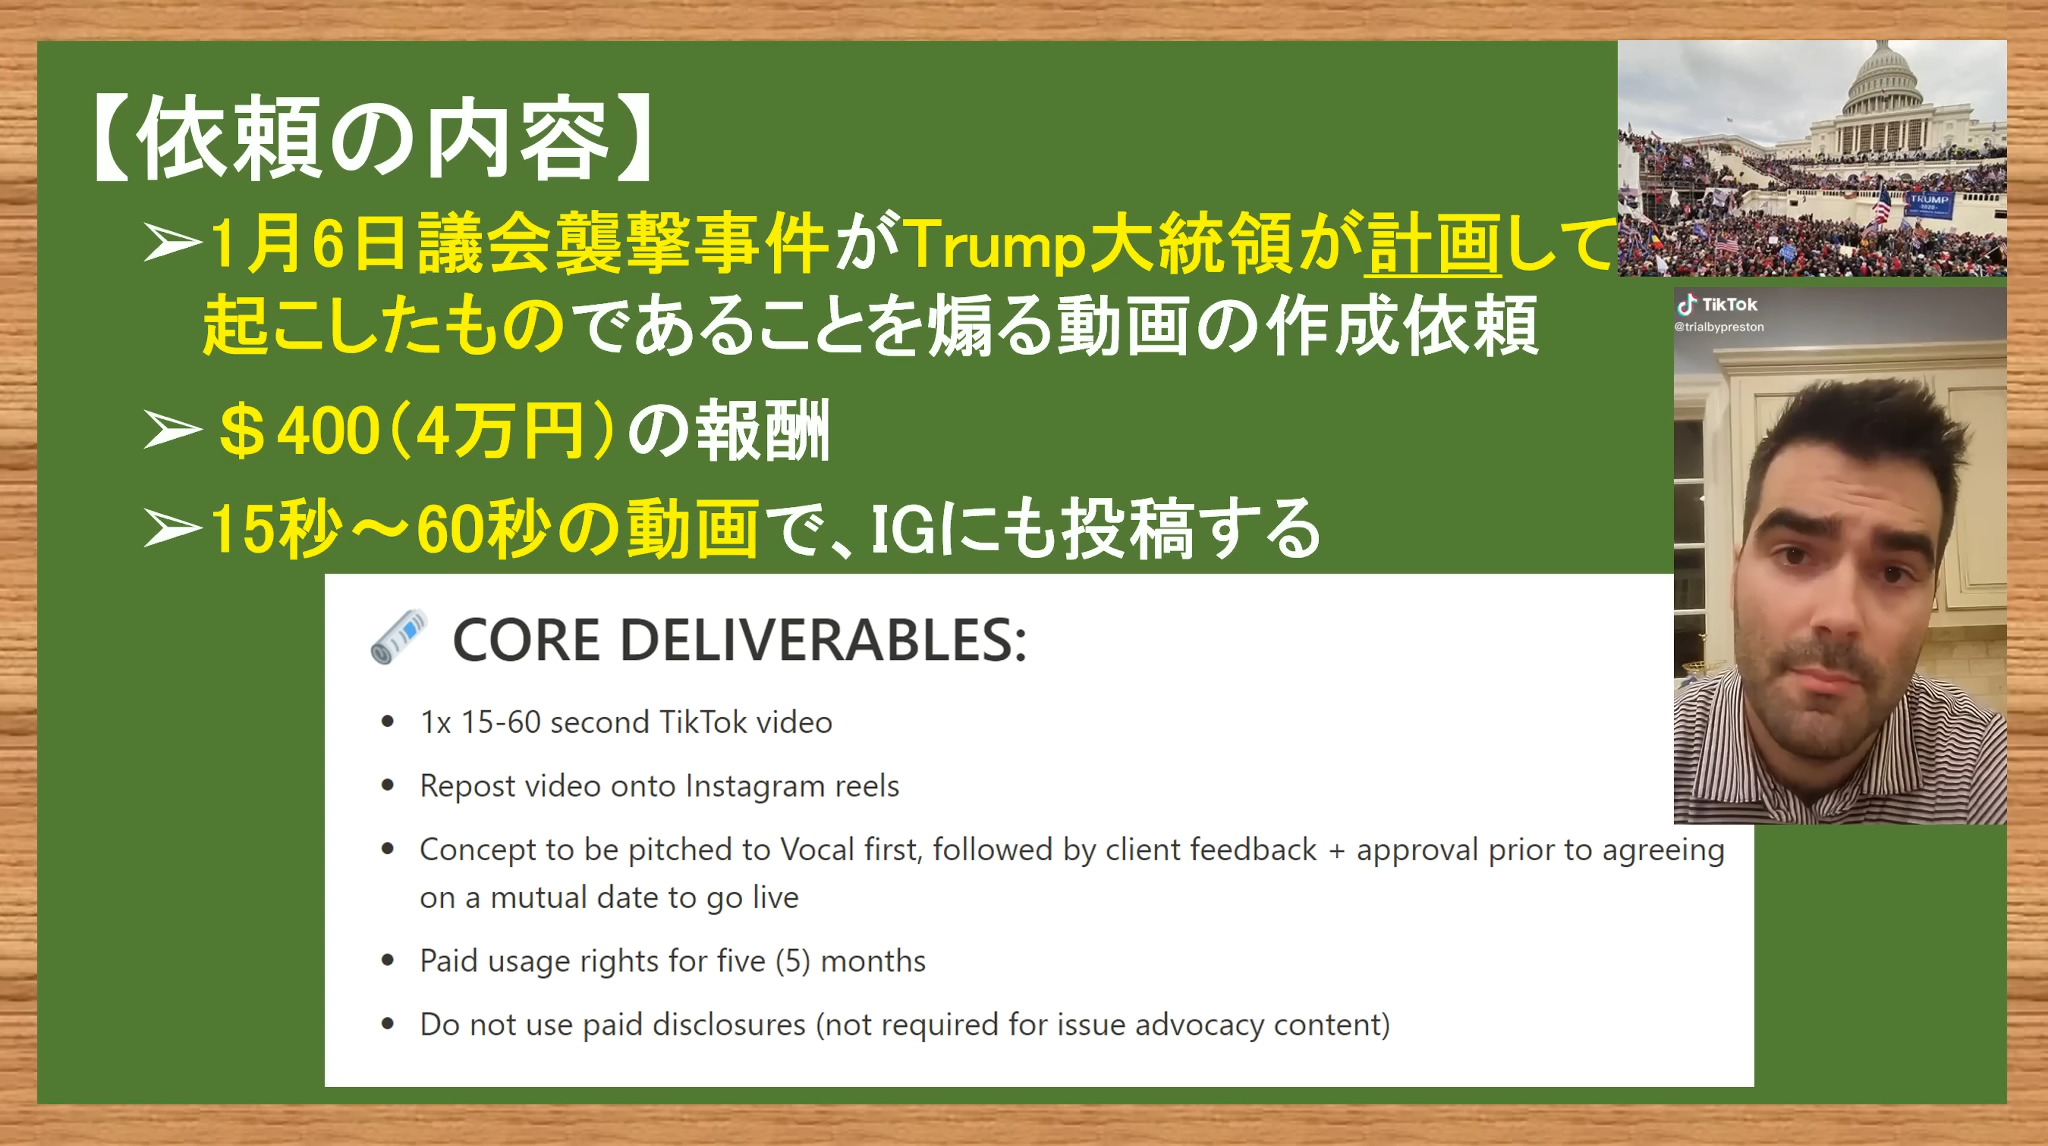 【依頼の内容】
➢1月6日議会襲撃事件がTrump大統領が計画して
起こしたものであることを煽る動画の作成依頼
➢＄400（4万円）の報酬
➢15秒～60秒の動画で、IGにも投稿する
CORE DELIVERABLES:
• 1x 15-60 second TikTok video
• Repost video onto Instagram reels
• Concept to be pitched to Vocal first, followed by client feedback + approval prior to agreeing
on a mutual date to go live
• Paid usage rights for five (5) months
• Do not use paid disclosures (not required for issue advocacy content)
TRUMP
TikTok
@trialbypreston